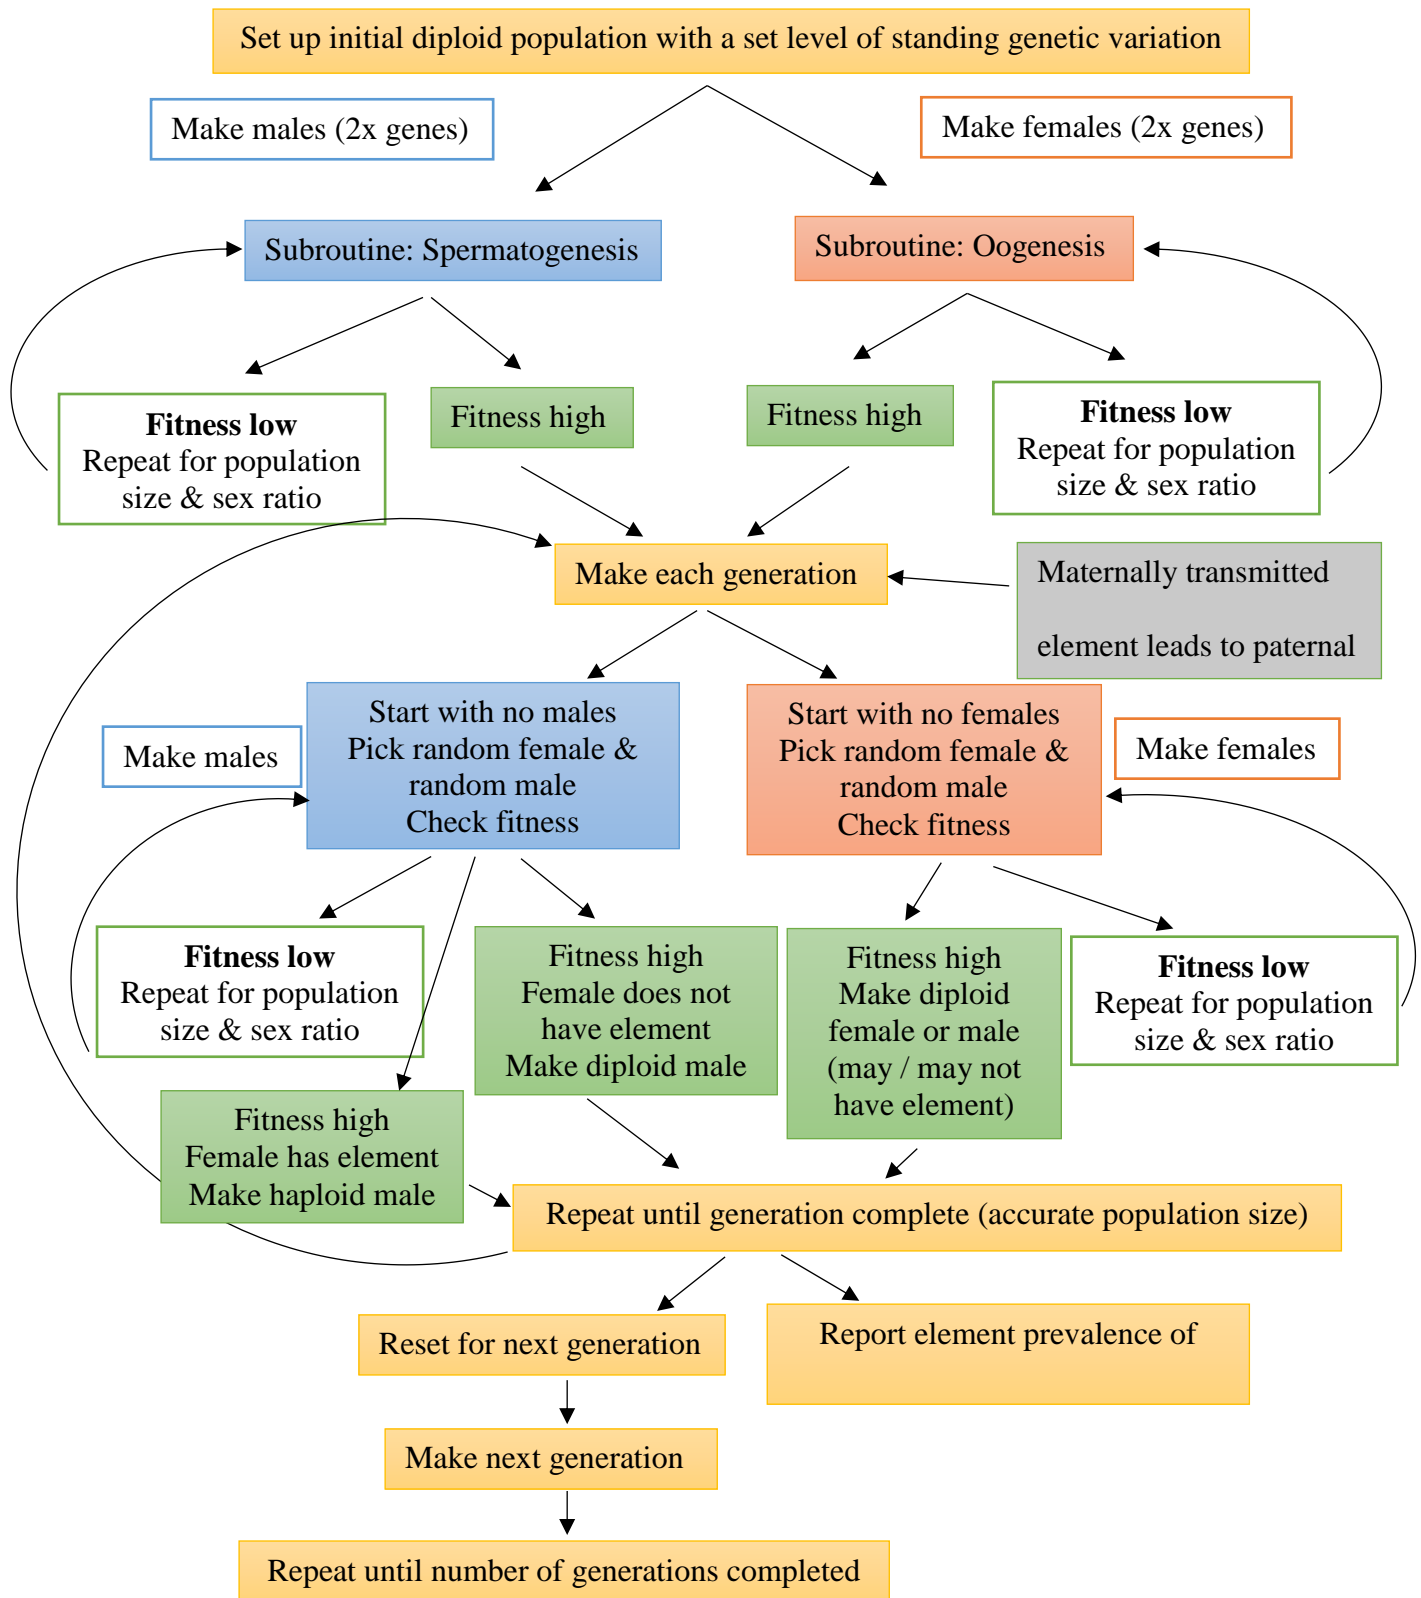 Set up initial diploid population with a set level of standing genetic variation
Make males (2x genes)
Make females (2x genes)
Subroutine: Spermatogenesis
Subroutine: Oogenesis
Fitness low
Repeat for population
size & sex ratio
Fitness high
Fitness high
Fitness low
Repeat for population
size & sex ratio
Make each generation
Maternally transmitted
element leads to paternal
Make males
Start with no males
Pick random female &
random male
Check fitness
Start with no females
Pick random female &
random male
Check fitness
Make females
Fitness low
Repeat for population
size & sex ratio
Fitness high
Female does not
have element
Make diploid male
Fitness high
Make diploid
female or male
(may / may not
have element)
Fitness low
Repeat for population
size & sex ratio
Fitness high
Female has element
Make haploid male
Repeat until generation complete (accurate population size)
Reset for next generation
Report element prevalence of
Make next generation
Repeat until number of generations completed